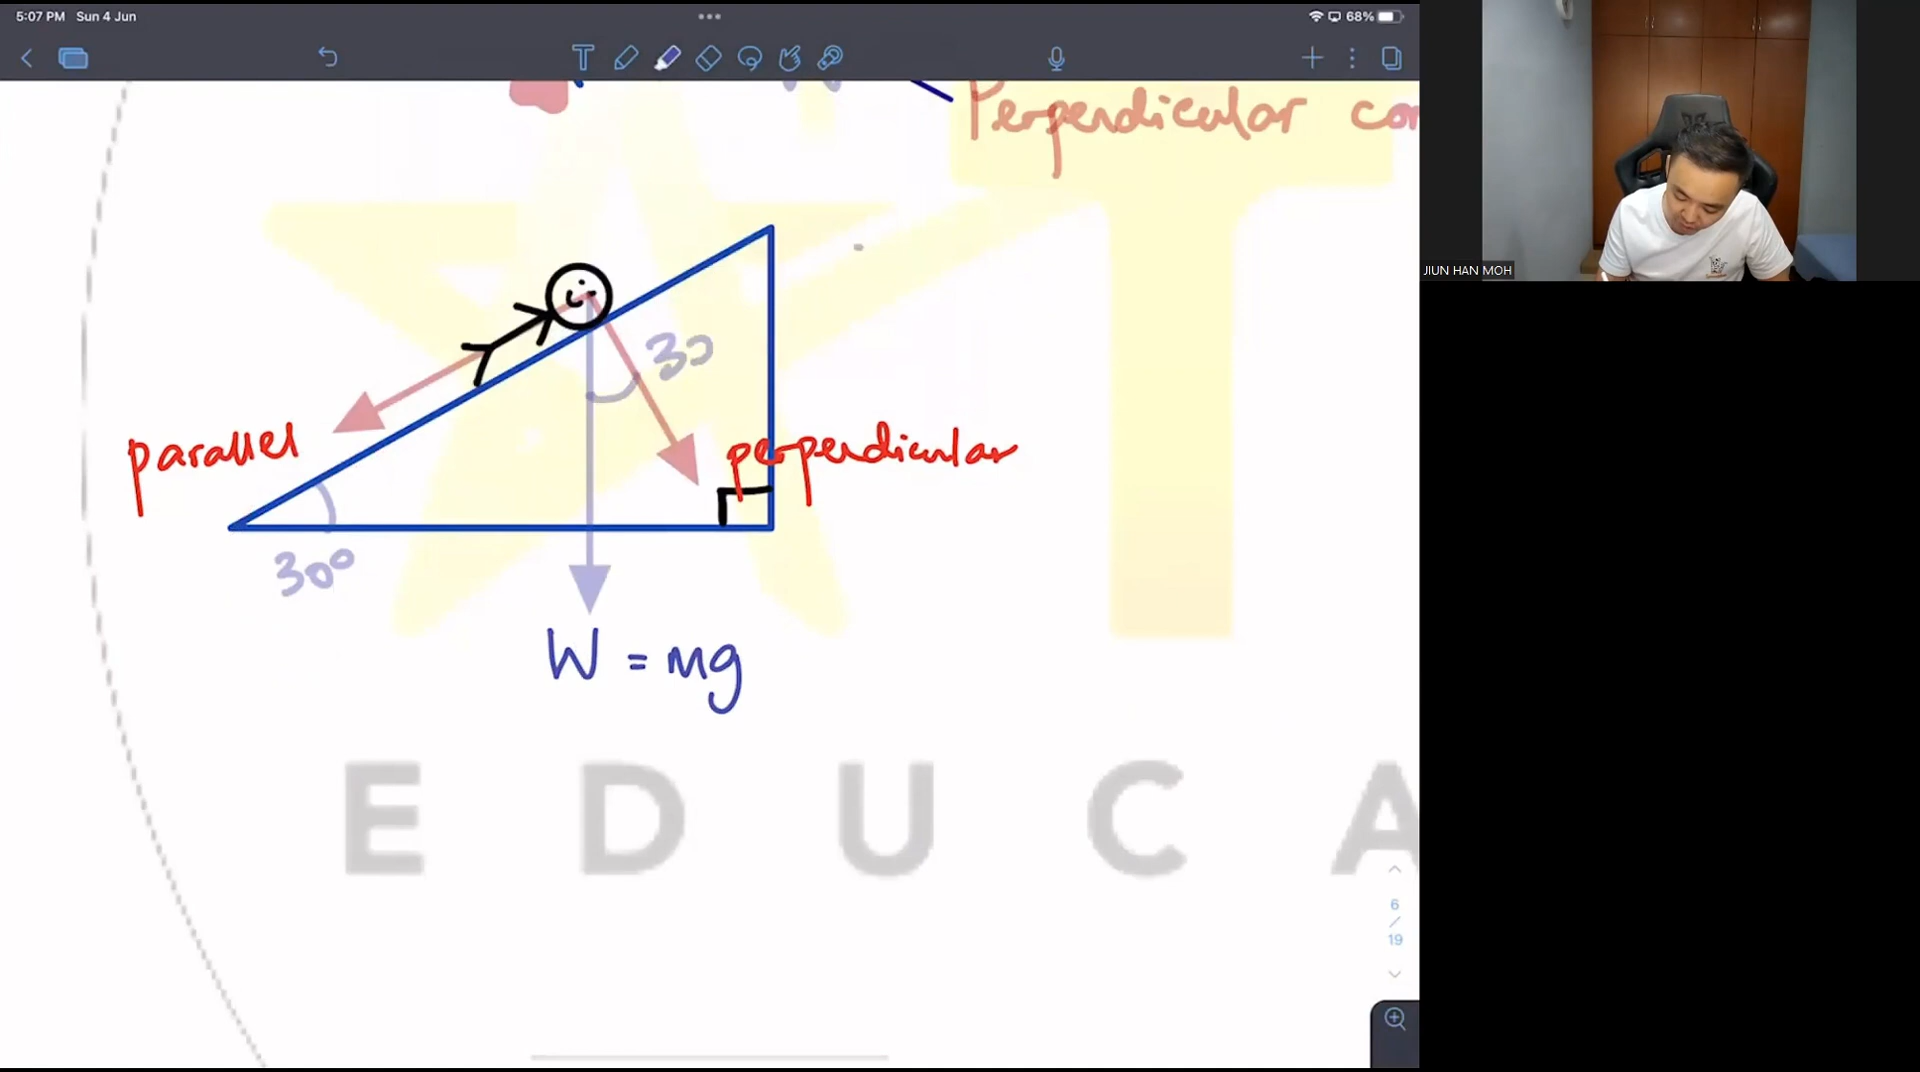 5:07 PM Sun 4 Jun
68%
Perpendicular
30
parallel
perpendicular
30°
W = mg
E D U C A
6
/
19
JIUN HAN MOH